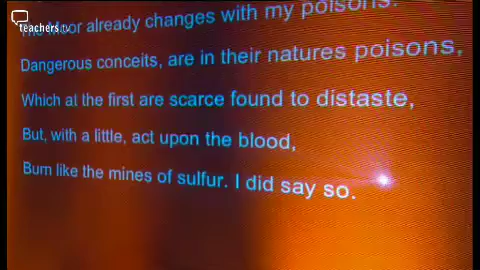 teachers.tv
The Moor already changes with my poisons:
Dangerous conceits, are in their natures poisons,
Which at the first are scarce found to distaste,
But, with a little, act upon the blood,
Burn like the mines of sulfur. I did say so.